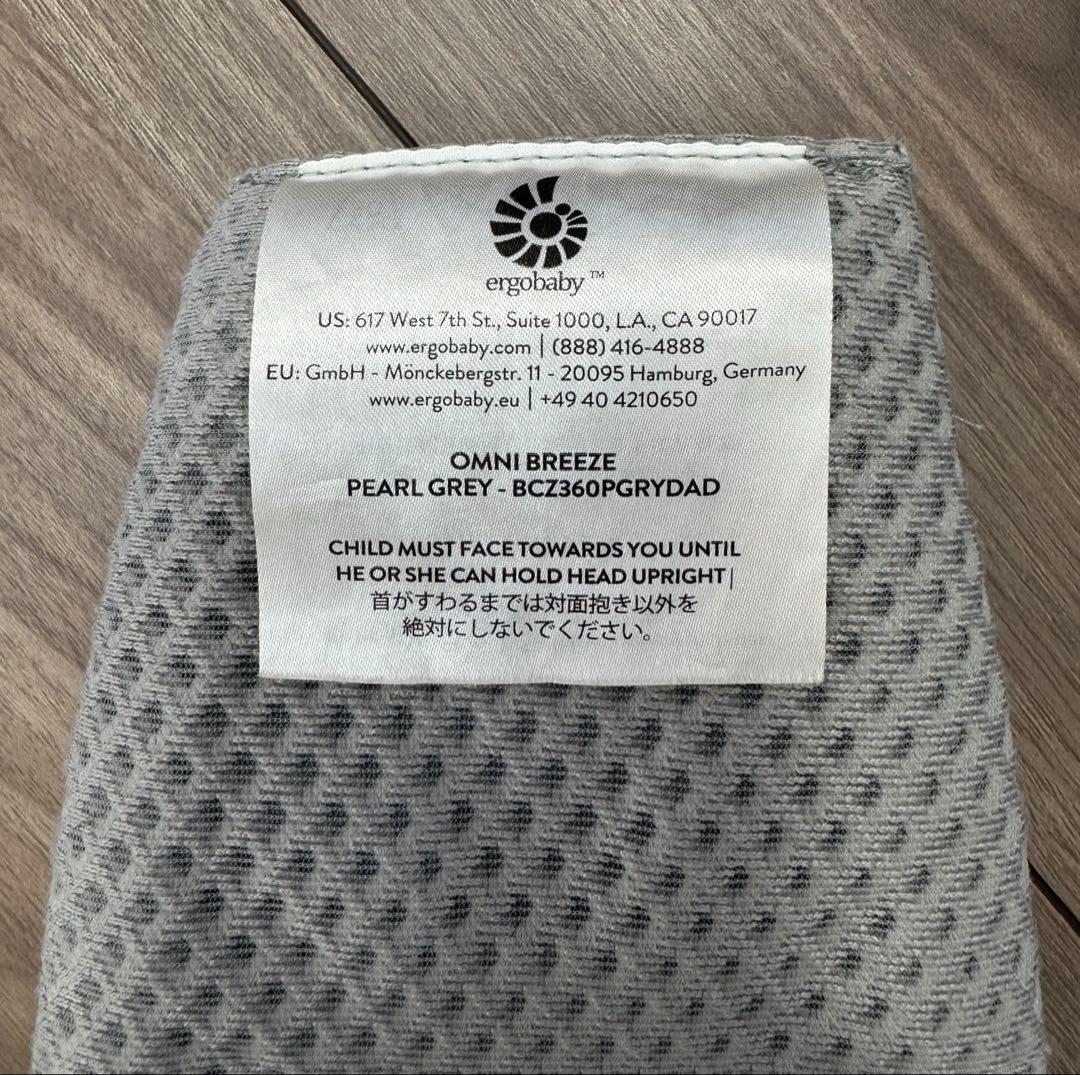 ergobaby™
US: 617 West 7th St., Suite 1000, L.A., CA 90017
www.ergobaby.com | (888) 416-4888
EU: GmbH - Mönckebergstr. 11 - 20095 Hamburg, Germany
www.ergobaby.eu | +49 40 4210650
OMNI BREEZE
PEARL GREY - BCZ360PGRYDAD
CHILD MUST FACE TOWARDS YOU UNTIL
HE OR SHE CAN HOLD HEAD UPRIGHT |
首がすわるまでは対面抱き以外を
絶対にしないでください。